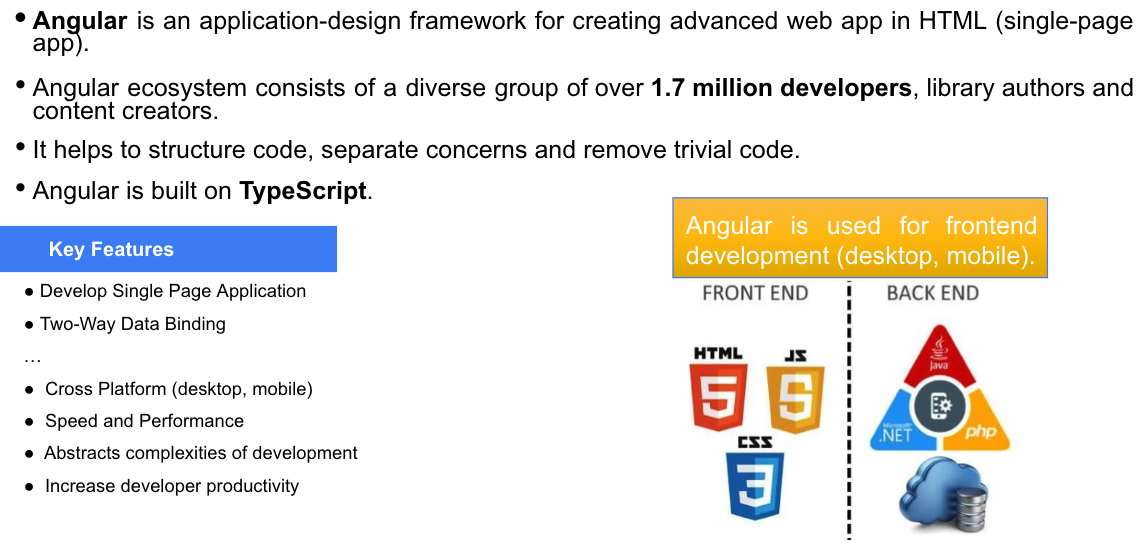 • Angular is an application-design framework for creating advanced web app in HTML (single-page
app).
• Angular ecosystem consists of a diverse group of over 1.7 million developers, library authors and
content creators.
• It helps to structure code, separate concerns and remove trivial code.
• Angular is built on TypeScript.
Angular is used for frontend
development (desktop, mobile).
Key Features
● Develop Single Page Application
● Two-Way Data Binding
…
● Cross Platform (desktop, mobile)
● Speed and Performance
● Abstracts complexities of development
● Increase developer productivity
FRONT END
BACK END
HTML
5
JS
5
CSS
3
Java
Microsoft
.NET
php